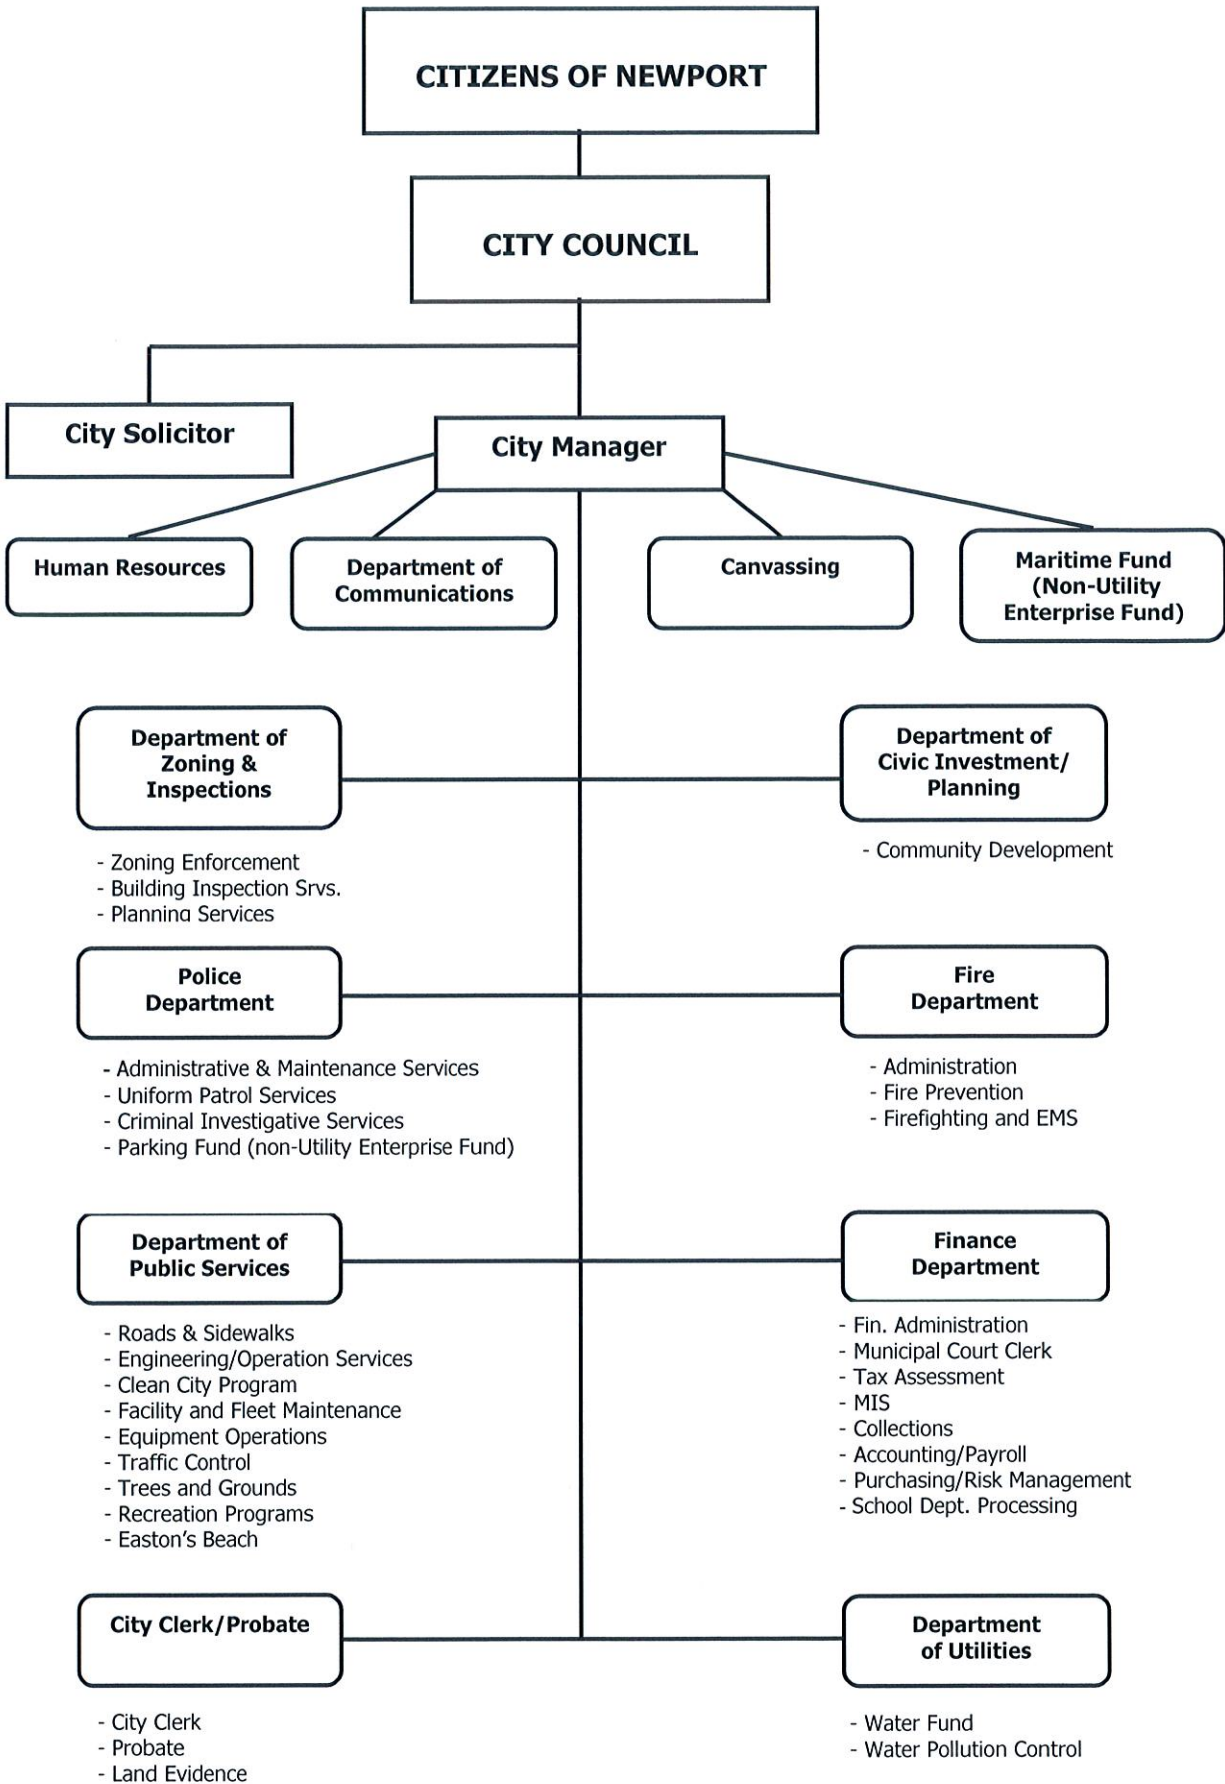 CITIZENS OF NEWPORT
CITY COUNCIL
City Solicitor
City Manager
Human Resources
Department of
Communications
Canvassing
Maritime Fund
(Non-Utility
Enterprise Fund)
Department of
Zoning &
Inspections
- Zoning Enforcement
- Building Inspection Srvs.
- Planning Services
Department of
Civic Investment/
Planning
- Community Development
Police
Department
- Administrative & Maintenance Services
- Uniform Patrol Services
- Criminal Investigative Services
- Parking Fund (non-Utility Enterprise Fund)
Fire
Department
- Administration
- Fire Prevention
- Firefighting and EMS
Department of
Public Services
- Roads & Sidewalks
- Engineering/Operation Services
- Clean City Program
- Facility and Fleet Maintenance
- Equipment Operations
- Traffic Control
- Trees and Grounds
- Recreation Programs
- Easton's Beach
Finance
Department
- Fin. Administration
- Municipal Court Clerk
- Tax Assessment
- MIS
- Collections
- Accounting/Payroll
- Purchasing/Risk Management
- School Dept. Processing
City Clerk/Probate
- City Clerk
- Probate
- Land Evidence
Department
of Utilities
- Water Fund
- Water Pollution Control